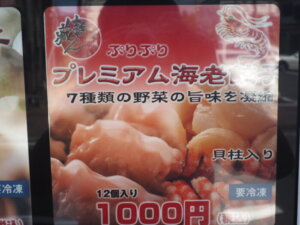 ぷりぷり
プレミアム海老
7種類の野菜の旨味を凝縮
貝柱入り
要冷凍
要冷凍
12個入り
1000円
(税込)